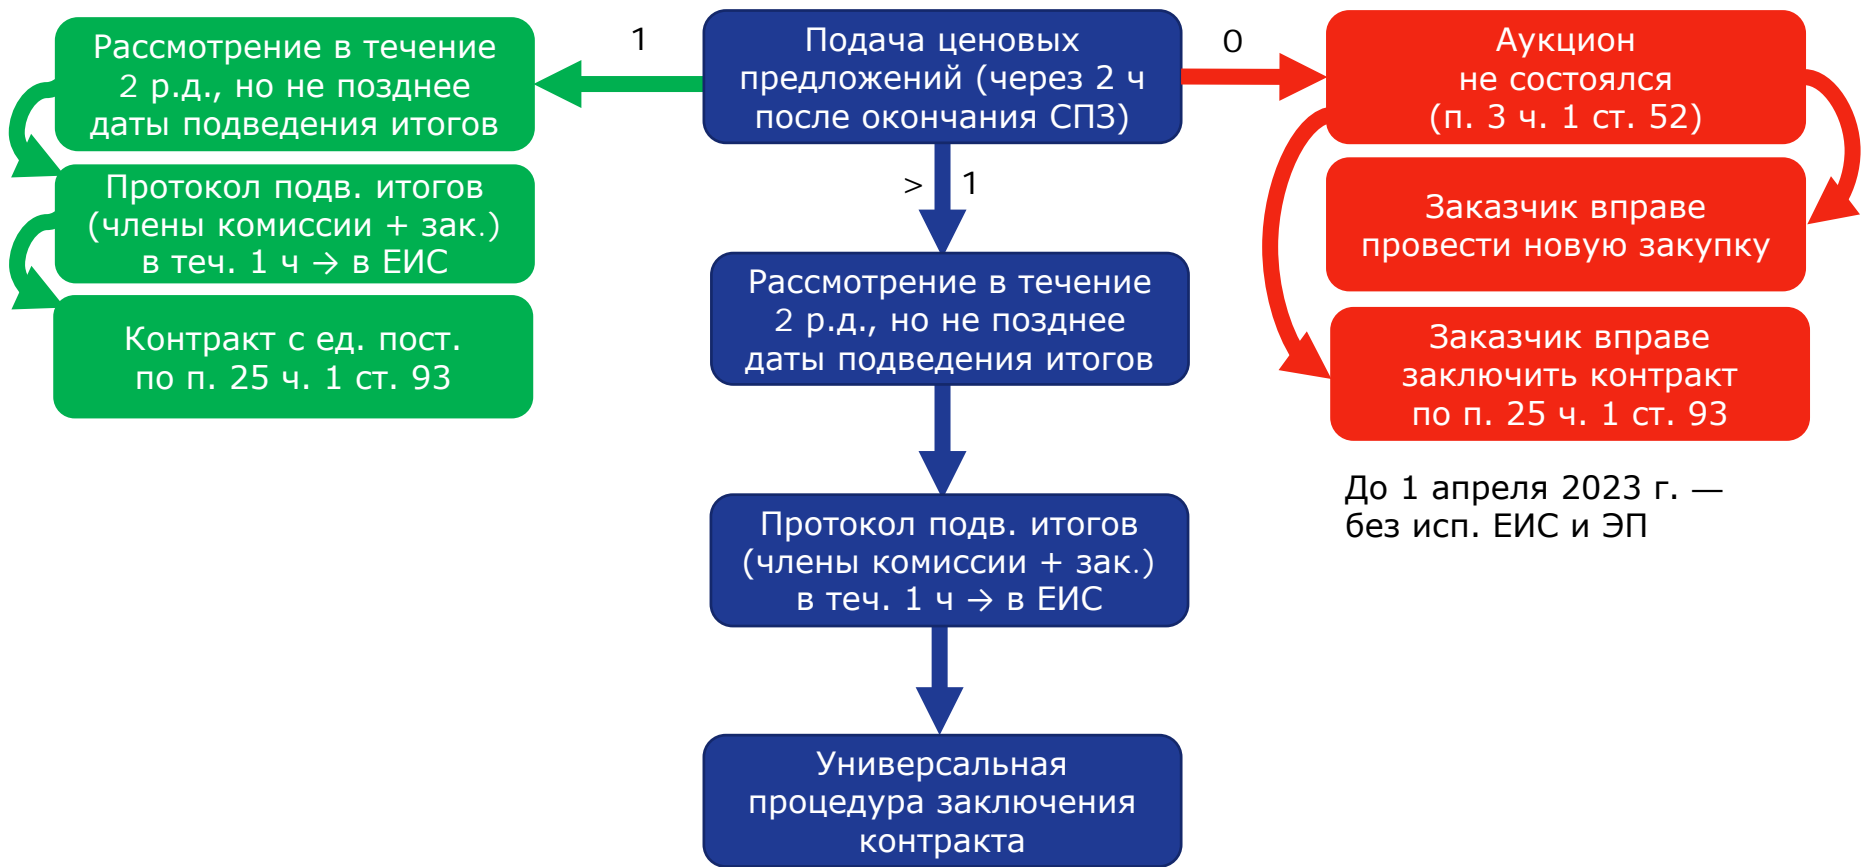 Рассмотрение в течение
2 р.д., но не позднее
даты подведения итогов
1
Подача ценовых
предложений (через 2 ч
после окончания СПЗ)
0
Аукцион
не состоялся
(п. 3 ч. 1 ст. 52)
Протокол подв. итогов
(члены комиссии + зак.)
в теч. 1 ч → в ЕИС
> 1
Заказчик вправе
провести новую закупку
Контракт с ед. пост.
по п. 25 ч. 1 ст. 93
Рассмотрение в течение
2 р.д., но не позднее
даты подведения итогов
Заказчик вправе
заключить контракт
по п. 25 ч. 1 ст. 93
До 1 апреля 2023 г. —
без исп. ЕИС и ЭП
Протокол подв. итогов
(члены комиссии + зак.)
в теч. 1 ч → в ЕИС
Универсальная
процедура заключения
контракта